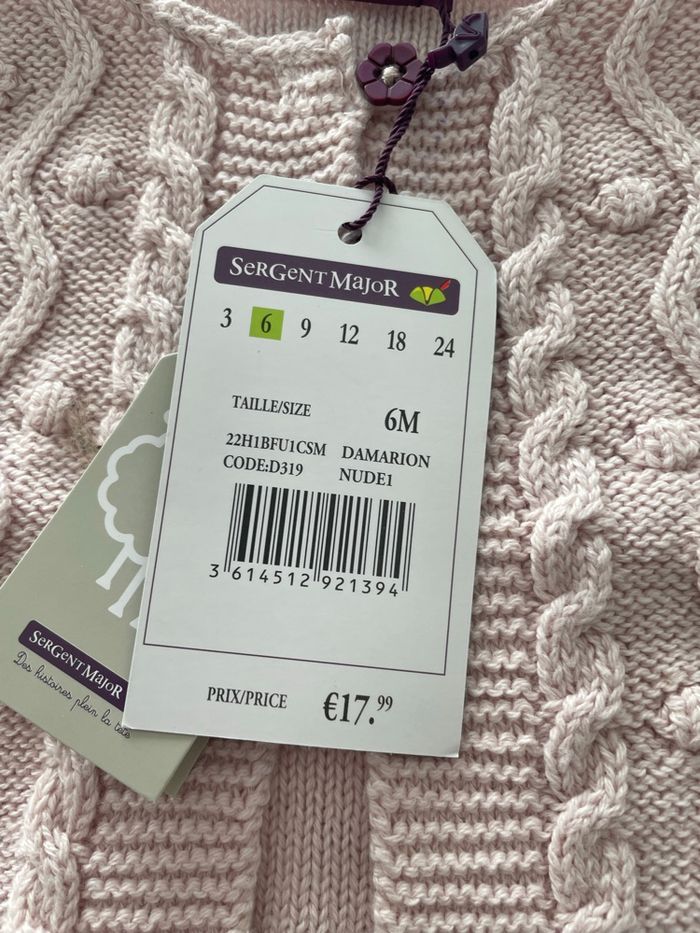 SeRGeNT MaJoR
3 6 9 12 18 24
TAILLE/SIZE 6M
22H1BFU1CSM DAMARION
CODE:D319 NUDE1
3 614512 921394
PRIX/PRICE €17.99
SeRGeNT MaJoR
Des histoires plein la tête